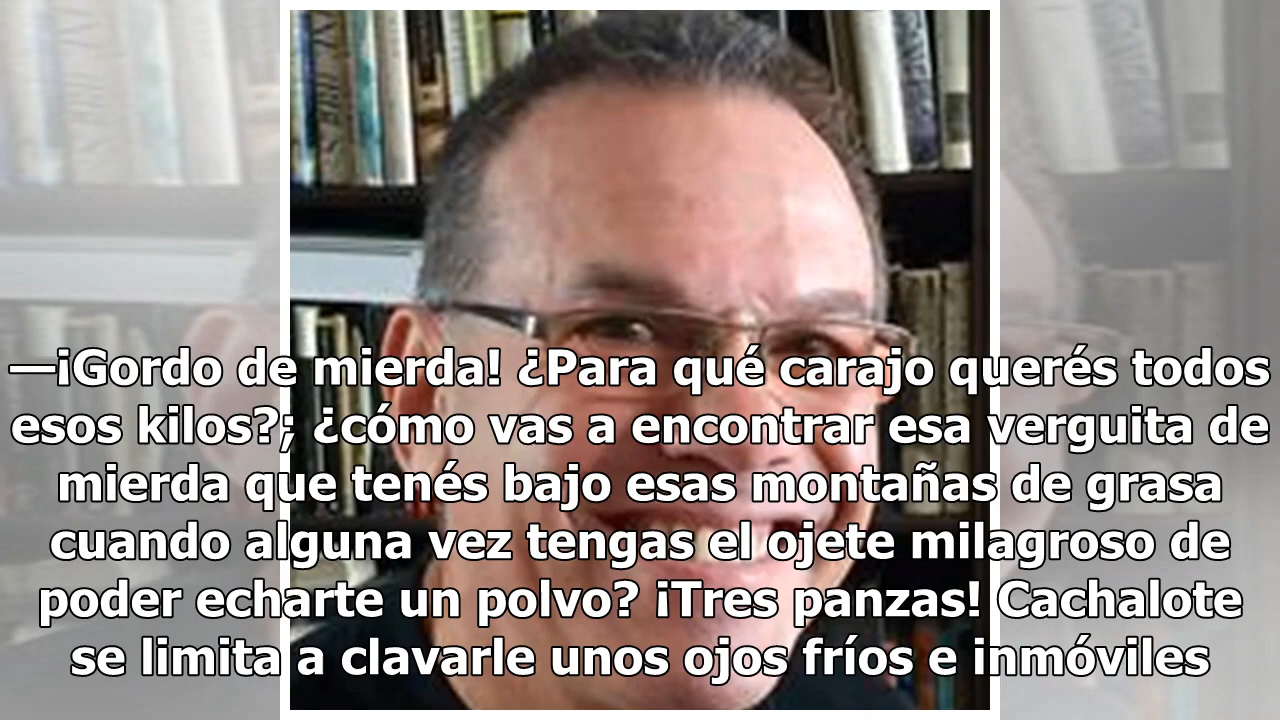 —¡Gordo de mierda! ¿Para qué carajo querés todos
esos kilos?; ¿cómo vas a encontrar esa verguita de
mierda que tenés bajo esas montañas de grasa
cuando alguna vez tengas el ojete milagroso de
poder echarte un polvo? ¡Tres panzas! Cachalote
se limita a clavarle unos ojos fríos e inmóviles